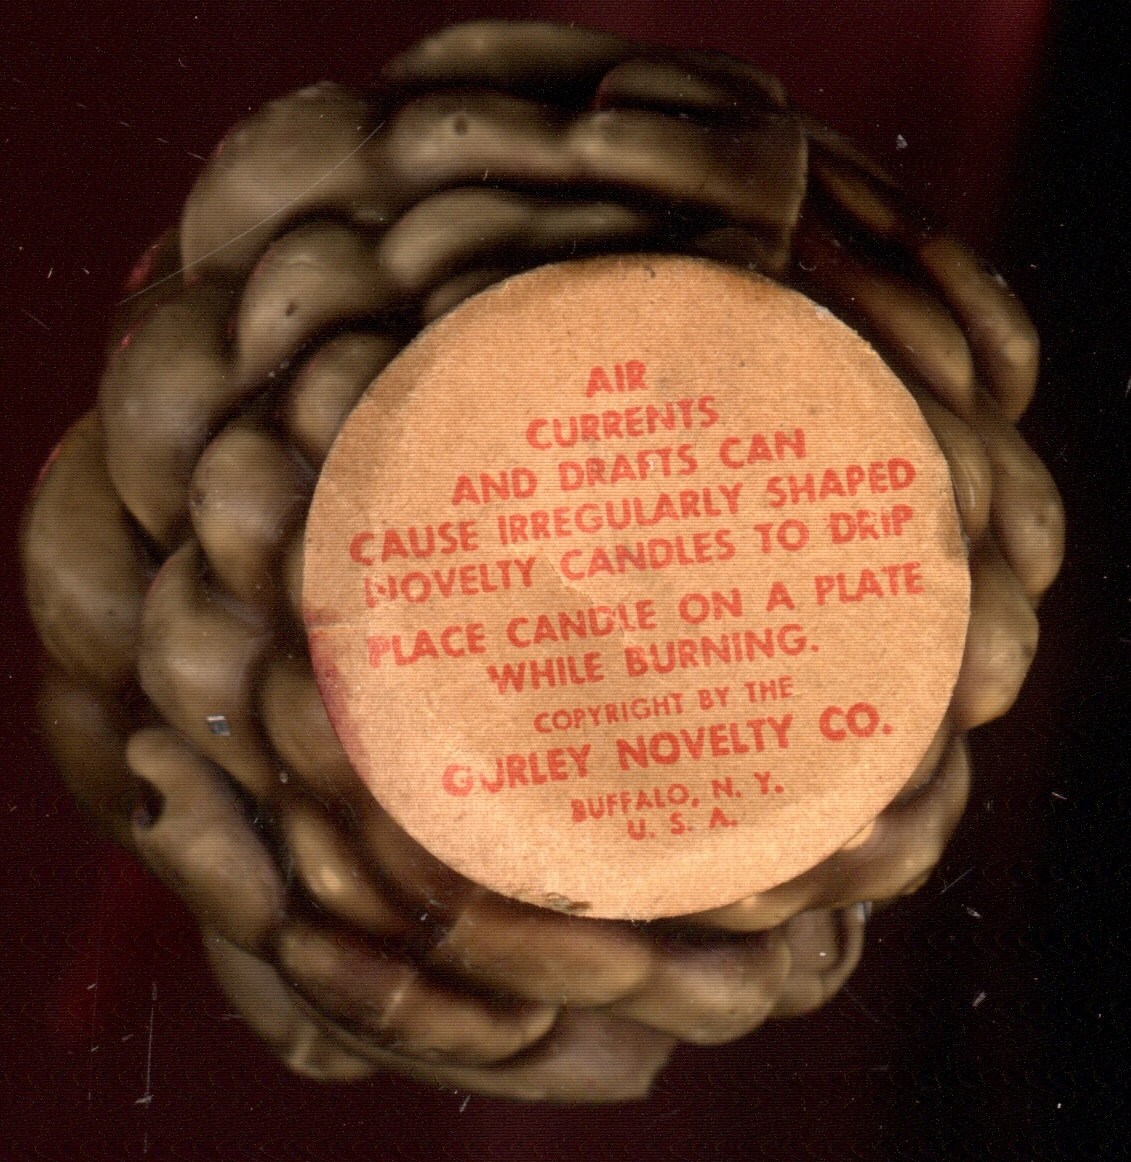 AIR
CURRENTS
AND DRAFTS CAN
CAUSE IRREGULARLY SHAPED
NOVELTY CANDLES TO DRIP
PLACE CANDLE ON A PLATE
WHILE BURNING.
COPYRIGHT BY THE
GURLEY NOVELTY CO.
BUFFALO, N. Y.
U. S. A.